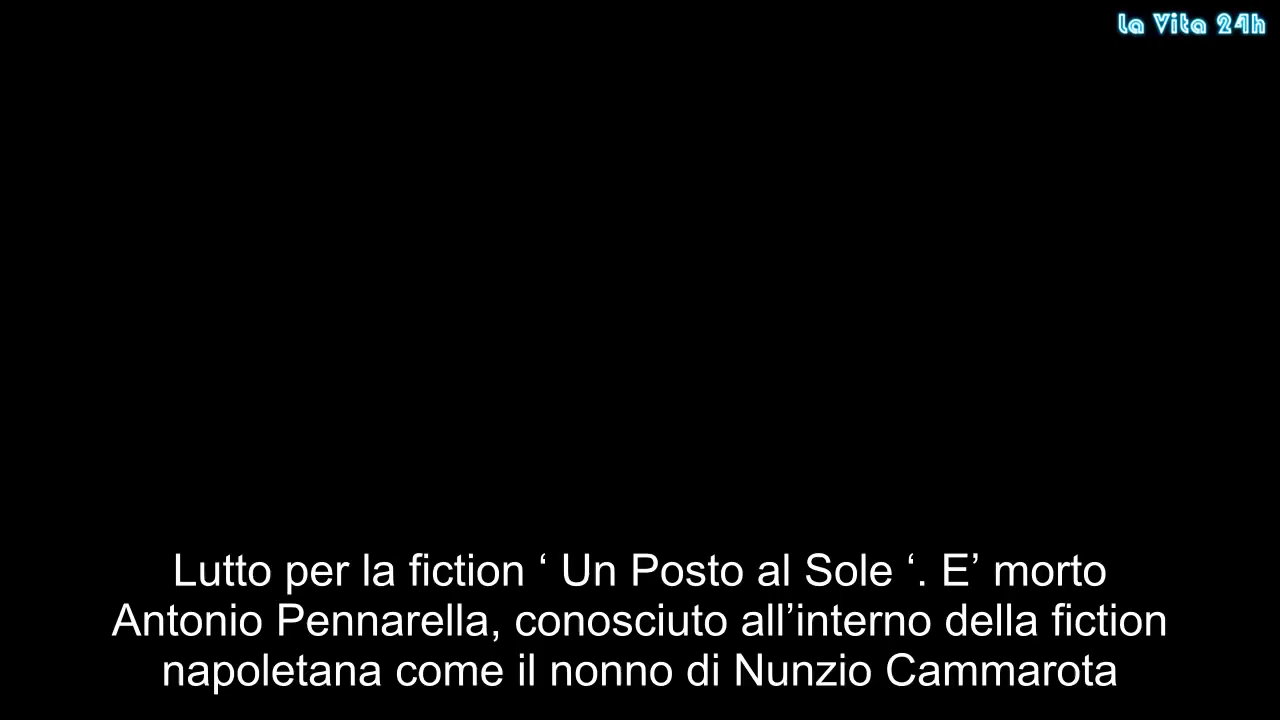 La Vita 24h
Lutto per la fiction ‘ Un Posto al Sole ‘. E’ morto
Antonio Pennarella, conosciuto all’interno della fiction
napoletana come il nonno di Nunzio Cammarota